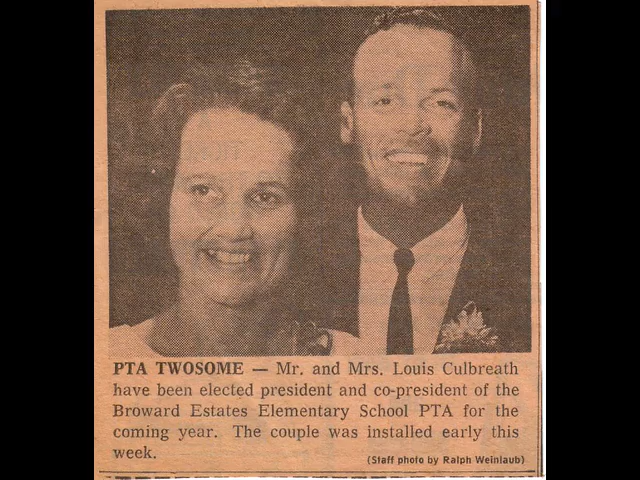 PTA TWOSOME — Mr. and Mrs. Louis Culbreath
have been elected president and co-president of the
Broward Estates Elementary School PTA for the
coming year. The couple was installed early this
week.
(Staff photo by Ralph Weinlaub)